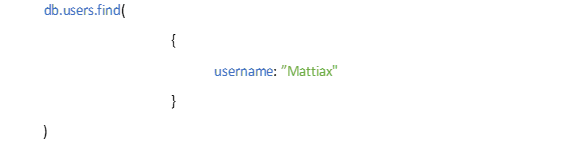 db.users.find(
{
username: "Mattiax"
}
)